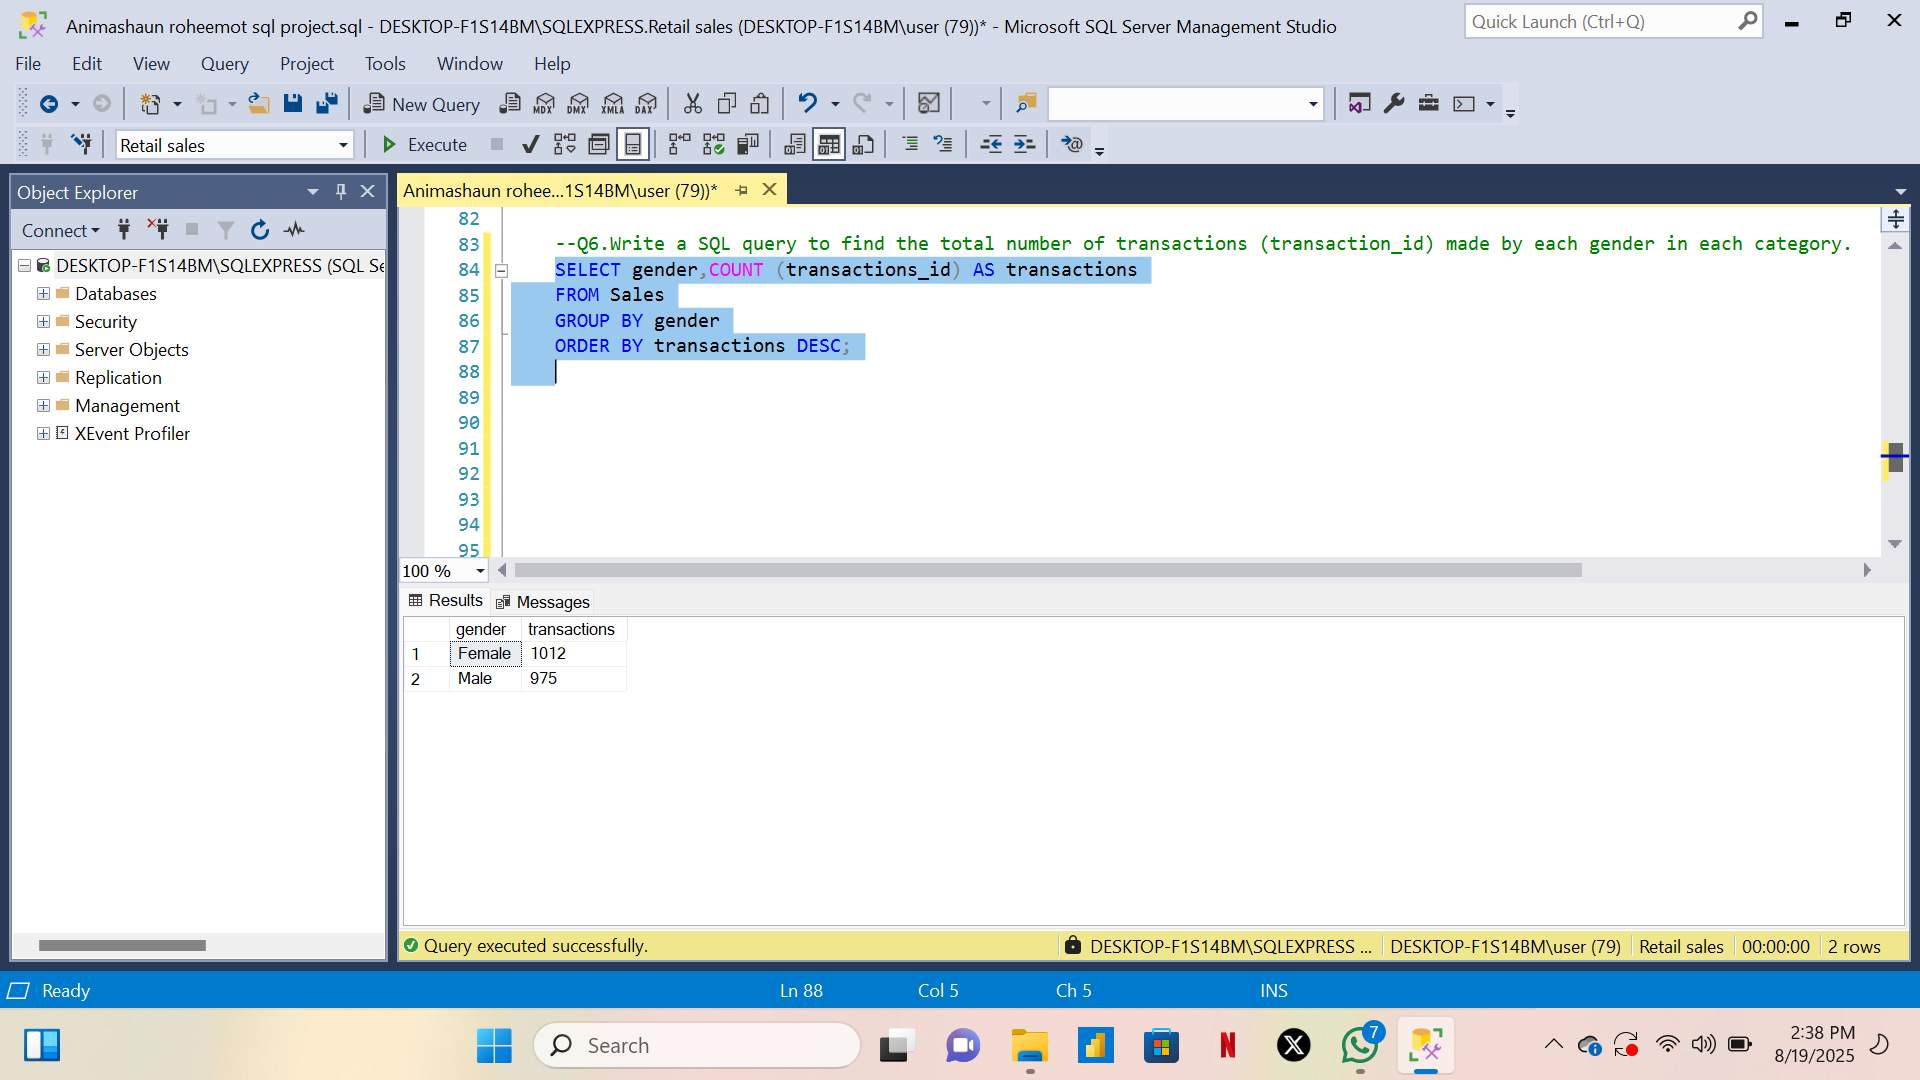 Animashaun roheemot sql project.sql - DESKTOP-F1S14BM\SQLEXPRESS.Retail sales (DESKTOP-F1S14BM\user (79))* - Microsoft SQL Server Management Studio
Quick Launch (Ctrl+Q)
File Edit View Query Project Tools Window Help
New Query
MDX DMX XMLA DAX
Retail sales
Execute
Object Explorer
Connect
DESKTOP-F1S14BM\SQLEXPRESS (SQL Se
Databases
Security
Server Objects
Replication
Management
XEvent Profiler
Animashaun rohee...1S14BM\user (79))*
82
83 --Q6.Write a SQL query to find the total number of transactions (transaction_id) made by each gender in each category.
84 SELECT gender,COUNT (transactions_id) AS transactions
85 FROM Sales
86 GROUP BY gender
87 ORDER BY transactions DESC;
88
89
90
91
92
93
94
95
100 %
Results Messages
gender transactions
1 Female 1012
2 Male 975
Query executed successfully.
DESKTOP-F1S14BM\SQLEXPRESS ... DESKTOP-F1S14BM\user (79) Retail sales 00:00:00 2 rows
Ready Ln 88 Col 5 Ch 5 INS
Search
7
2:38 PM
8/19/2025